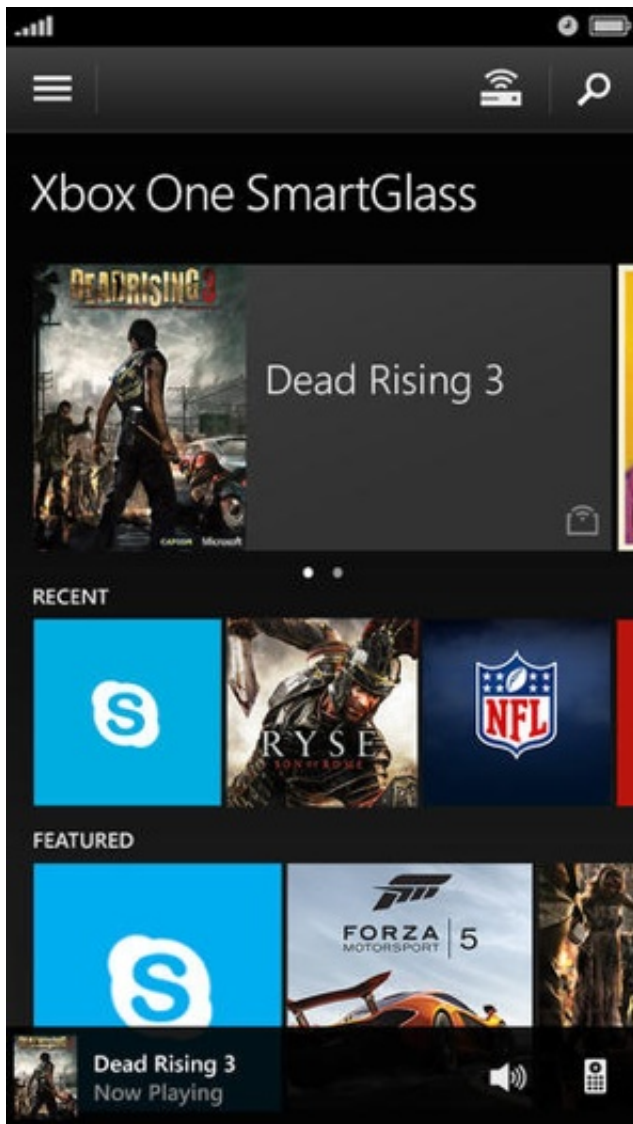 Xbox One SmartGlass
DEADRISING 3
Dead Rising 3
CAPCOM Microsoft
RECENT
S
RYSE
SON OF ROME
NFL
FEATURED
S
FORZA
MOTORSPORT 5
Dead Rising 3
Now Playing